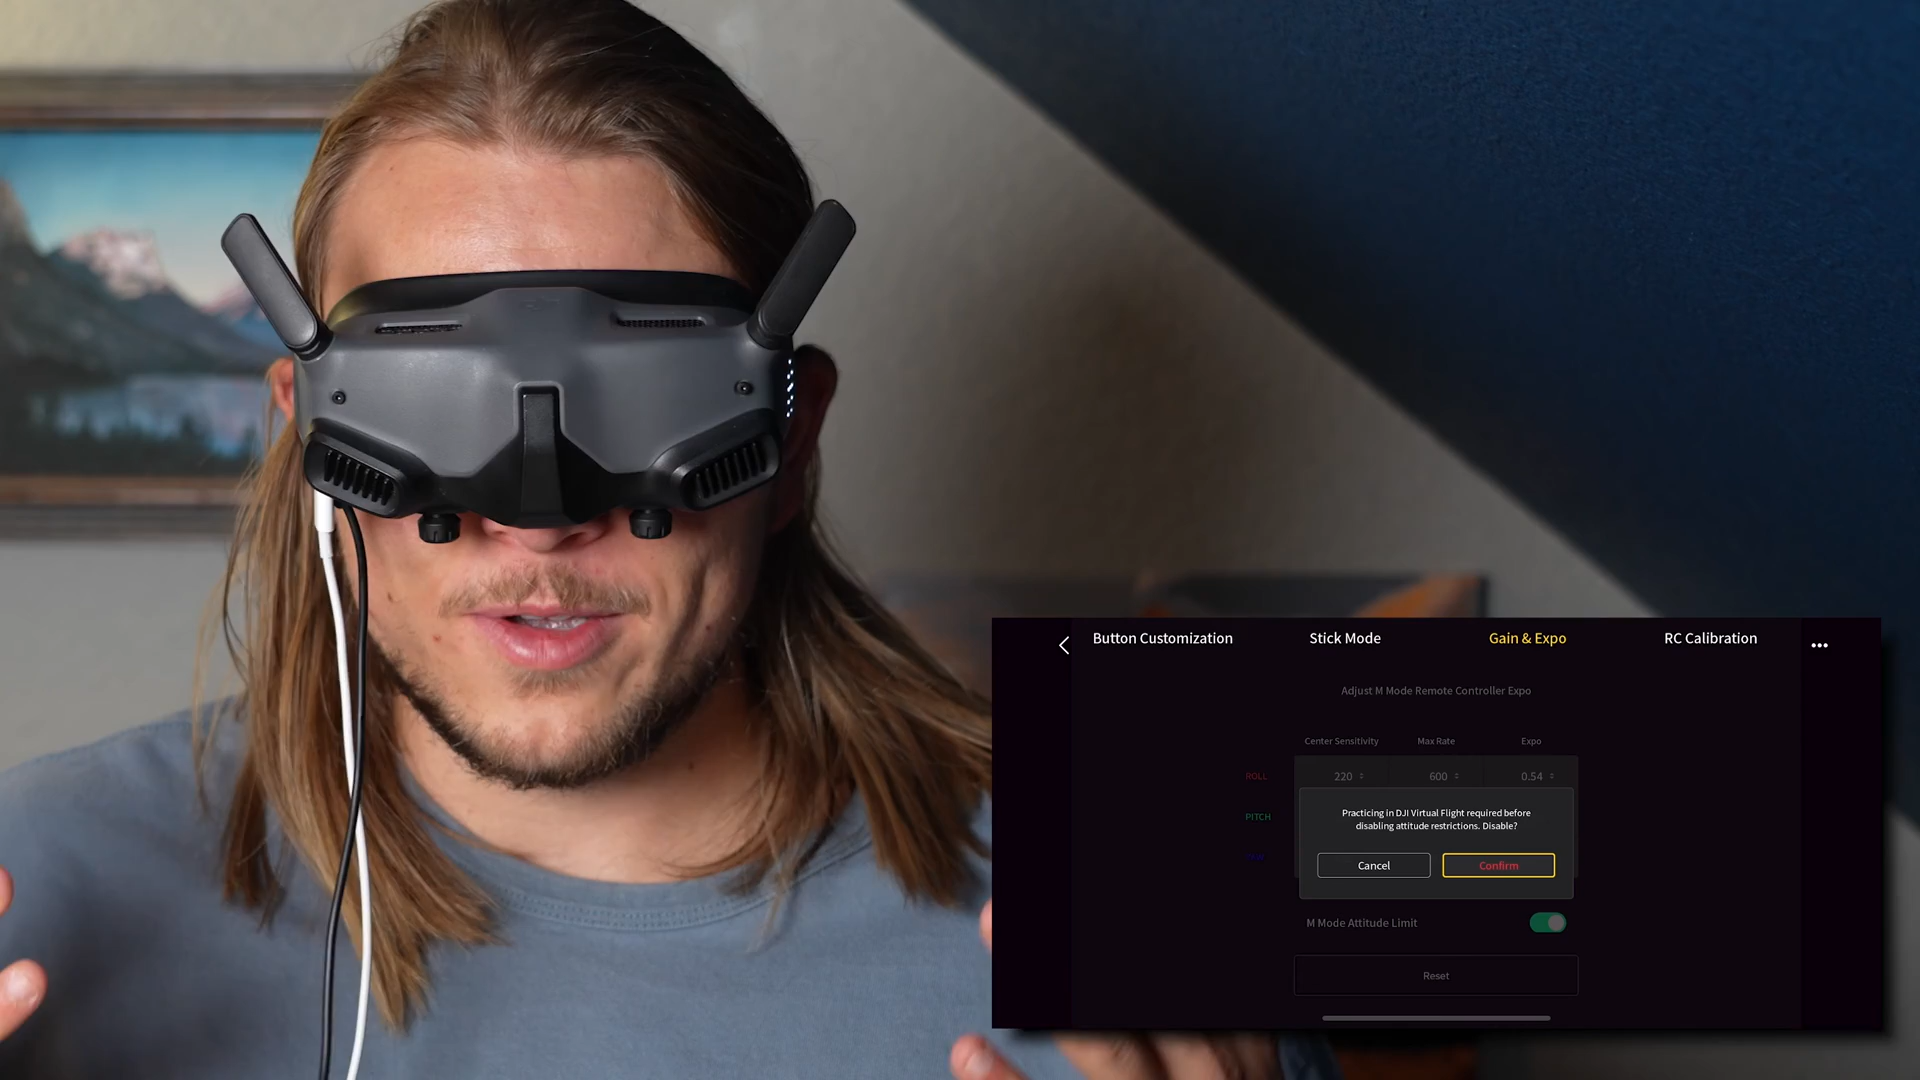 Button Customization
Stick Mode
Gain & Expo
RC Calibration
Adjust M Mode Remote Controller Expo
Center Sensitivity
Max Rate
Expo
ROLL
220
600
0.54
PITCH
Practicing in DJI Virtual Flight required before
disabling attitude restrictions. Disable?
Cancel
Confirm
M Mode Attitude Limit
Reset